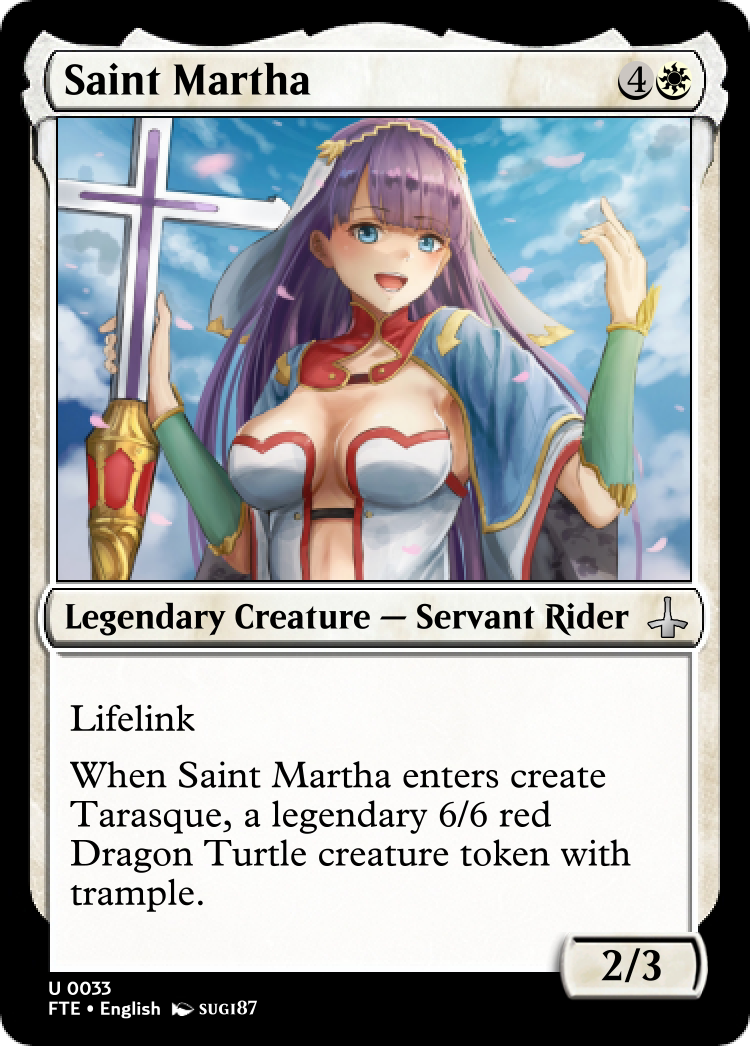 Saint Martha 4
Legendary Creature — Servant Rider
Lifelink
When Saint Martha enters create
Tarasque, a legendary 6/6 red
Dragon Turtle creature token with
trample.
2/3
U 0033
FTE • English SUGI87